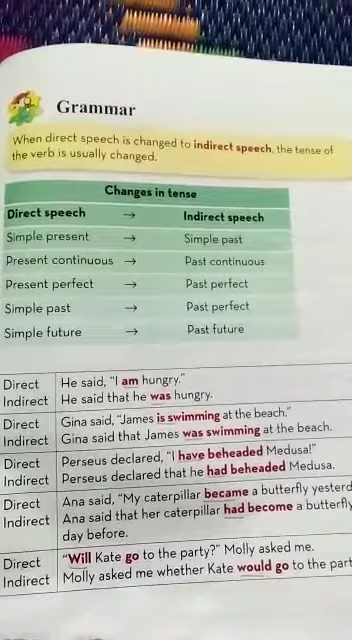 Grammar
When direct speech is changed to indirect speech, the tense of
the verb is usually changed.
Changes in tense
Direct speech → Indirect speech
Simple present → Simple past
Present continuous → Past continuous
Present perfect → Past perfect
Simple past → Past perfect
Simple future → Past future
Direct He said, "I am hungry."
Indirect He said that he was hungry.
Direct Gina said, "James is swimming at the beach."
Indirect Gina said that James was swimming at the beach.
Direct Perseus declared, "I have beheaded Medusa!"
Indirect Perseus declared that he had beheaded Medusa.
Direct Ana said, "My caterpillar became a butterfly yesterd
Indirect Ana said that her caterpillar had become a butterfly
day before.
Direct "Will Kate go to the party?" Molly asked me.
Indirect Molly asked me whether Kate would go to the part